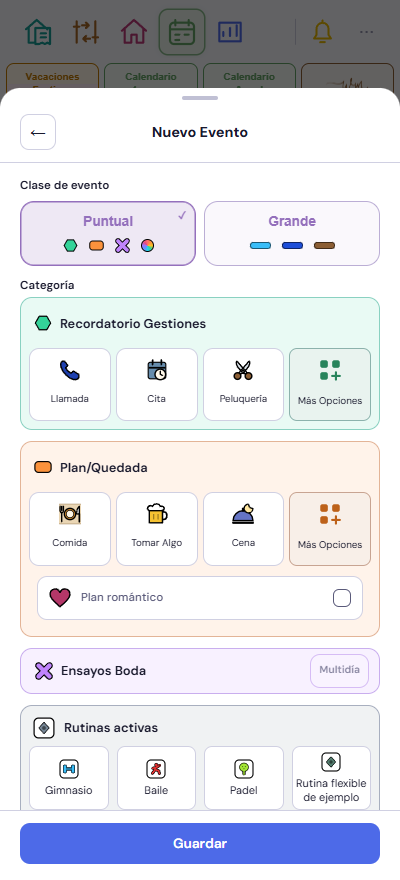 Vacaciones
Calendario
Calendario
←
Nuevo Evento
Clase de evento
Puntual
Grande
Categoría
Recordatorio Gestiones
Llamada
Cita
Peluquería
Más Opciones
Plan/Quedada
Comida
Tomar Algo
Cena
Más Opciones
Plan romántico
Ensayos Boda
Multidía
Rutinas activas
Gimnasio
Baile
Padel
Rutina flexible
de ejemplo
Guardar